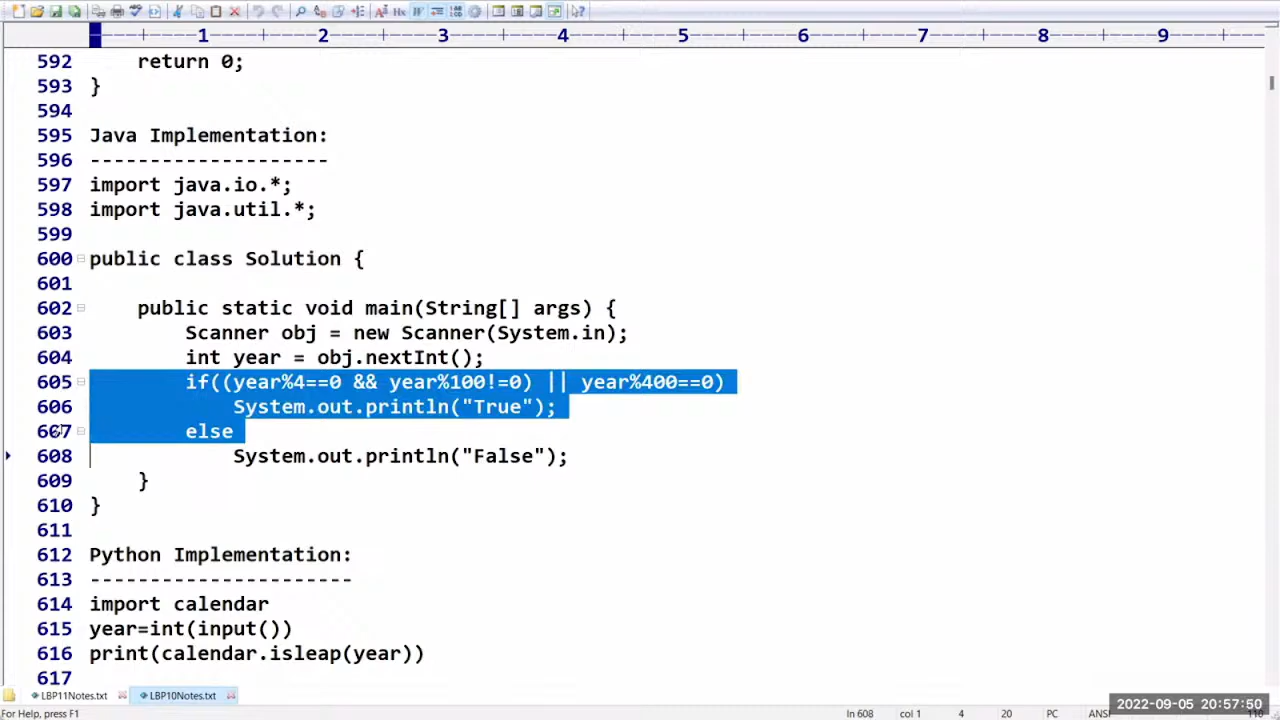 ----+----1----+----2----+----3----+----4----+----5----+----6----+----7----+----8----+----9----+--
592 return 0;
593 }
594
595 Java Implementation:
596 --------------------
597 import java.io.*;
598 import java.util.*;
599
600 public class Solution {
601
602 public static void main(String[] args) {
603 Scanner obj = new Scanner(System.in);
604 int year = obj.nextInt();
605 if((year%4==0 && year%100!=0) || year%400==0)
606 System.out.println("True");
607 else
608 System.out.println("False");
609 }
610 }
611
612 Python Implementation:
613 ----------------------
614 import calendar
615 year=int(input())
616 print(calendar.isleap(year))
617
LBP11Notes.txt LBP10Notes.txt
2022-09-05 20:57:50
For Help, press F1 ln 608 col 1 4 20 PC ANSI